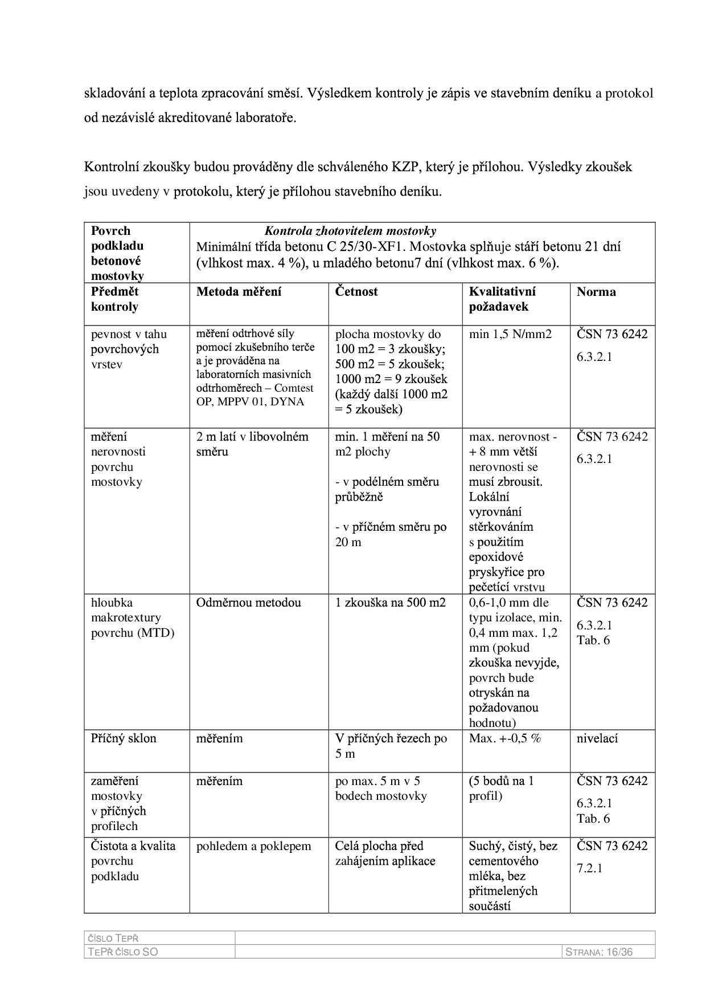 skladování a teplota zpracování směsí. Výsledkem kontroly je zápis ve stavebním deníku a protokol
od nezávislé akreditované laboratoře.
Kontrolní zkoušky budou prováděny dle schváleného KZP, který je přílohou. Výsledky zkoušek
jsou uvedeny v protokolu, který je přílohou stavebního deníku.
Povrch
podkladu
betonové
mostovky
Kontrola zhotovitelem mostovky
Minimální třída betonu C 25/30-XF1. Mostovka splňuje stáří betonu 21 dní
(vlhkost max. 4 %), u mladého betonu7 dní (vlhkost max. 6 %).
Předmět
kontroly
Metoda měření
Četnost
Kvalitativní
požadavek
Norma
pevnost v tahu
povrchových
vrstev
měření odtrhové síly
pomocí zkušebního terče
a je prováděna na
laboratorních masivních
odtrhoměrech – Comtest
OP, MPPV 01, DYNA
plocha mostovky do
100 m2 = 3 zkoušky;
500 m2 = 5 zkoušek;
1000 m2 = 9 zkoušek
(každý další 1000 m2
= 5 zkoušek)
min 1,5 N/mm2
ČSN 73 6242
6.3.2.1
měření
nerovnosti
povrchu
mostovky
2 m latí v libovolném
směru
min. 1 měření na 50
m2 plochy
- v podélném směru
průběžně
- v příčném směru po
20 m
max. nerovnost -
+ 8 mm větší
nerovnosti se
musí zbrousit.
Lokální
vyrovnání
stěrkováním
s použitím
epoxidové
pryskyřice pro
pečetící vrstvu
ČSN 73 6242
6.3.2.1
hloubka
makrotextury
povrchu (MTD)
Odměrnou metodou
1 zkouška na 500 m2
0,6-1,0 mm dle
typu izolace, min.
0,4 mm max. 1,2
mm (pokud
zkouška nevyjde,
povrch bude
otryskán na
požadovanou
hodnotu)
ČSN 73 6242
6.3.2.1
Tab. 6
Příčný sklon
měřením
V příčných řezech po
5 m
Max. +-0,5 %
nivelací
zaměření
mostovky
v příčných
profilech
měřením
po max. 5 m v 5
bodech mostovky
(5 bodů na 1
profil)
ČSN 73 6242
6.3.2.1
Tab. 6
Čistota a kvalita
povrchu
podkladu
pohledem a poklepem
Celá plocha před
zahájením aplikace
Suchý, čistý, bez
cementového
mléka, bez
přitmelených
součástí
ČSN 73 6242
7.2.1
ČÍSLO TEPŘ
TEPŘ ČÍSLO SO
STRANA: 16/36